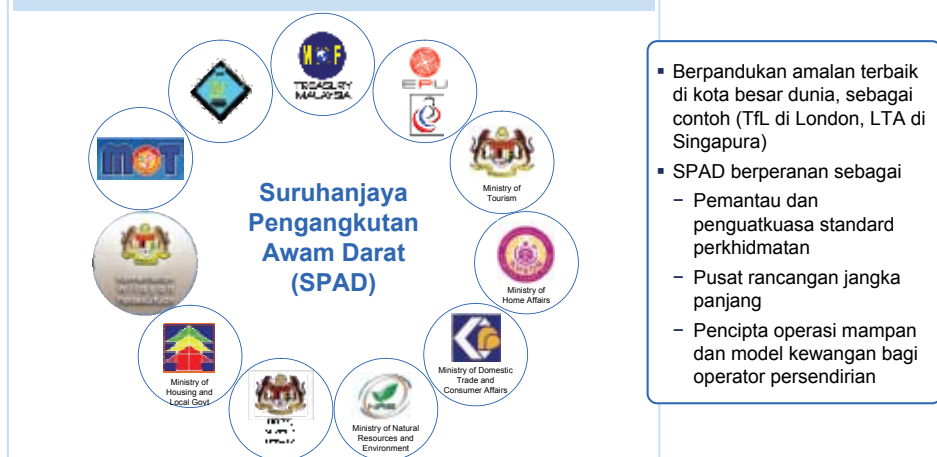 M F
TREASURY
MALAYSIA
EPU
MOT
Ministry of
Tourism
Suruhanjaya
Pengangkutan
Awam Darat
(SPAD)
Ministry of
Home Affairs
Ministry of Domestic
Trade and
Consumer Affairs
Ministry of
Housing and
Local Govt
NRE
Ministry of Natural
Resources and
Environment
▪ Berpandukan amalan terbaik
di kota besar dunia, sebagai
contoh (TfL di London, LTA di
Singapura)
▪ SPAD berperanan sebagai
− Pemantau dan
penguatkuasa standard
perkhidmatan
− Pusat rancangan jangka
panjang
− Pencipta operasi mampan
dan model kewangan bagi
operator persendirian